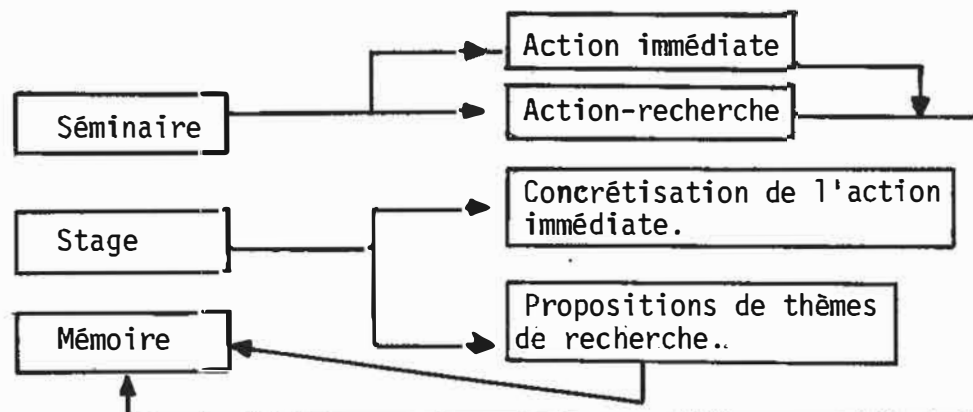 Action immédiate
Séminaire
Action-recherche
Stage
Concrétisation de l'action
immédiate.
Mémoire
Propositions de thèmes
de recherche..